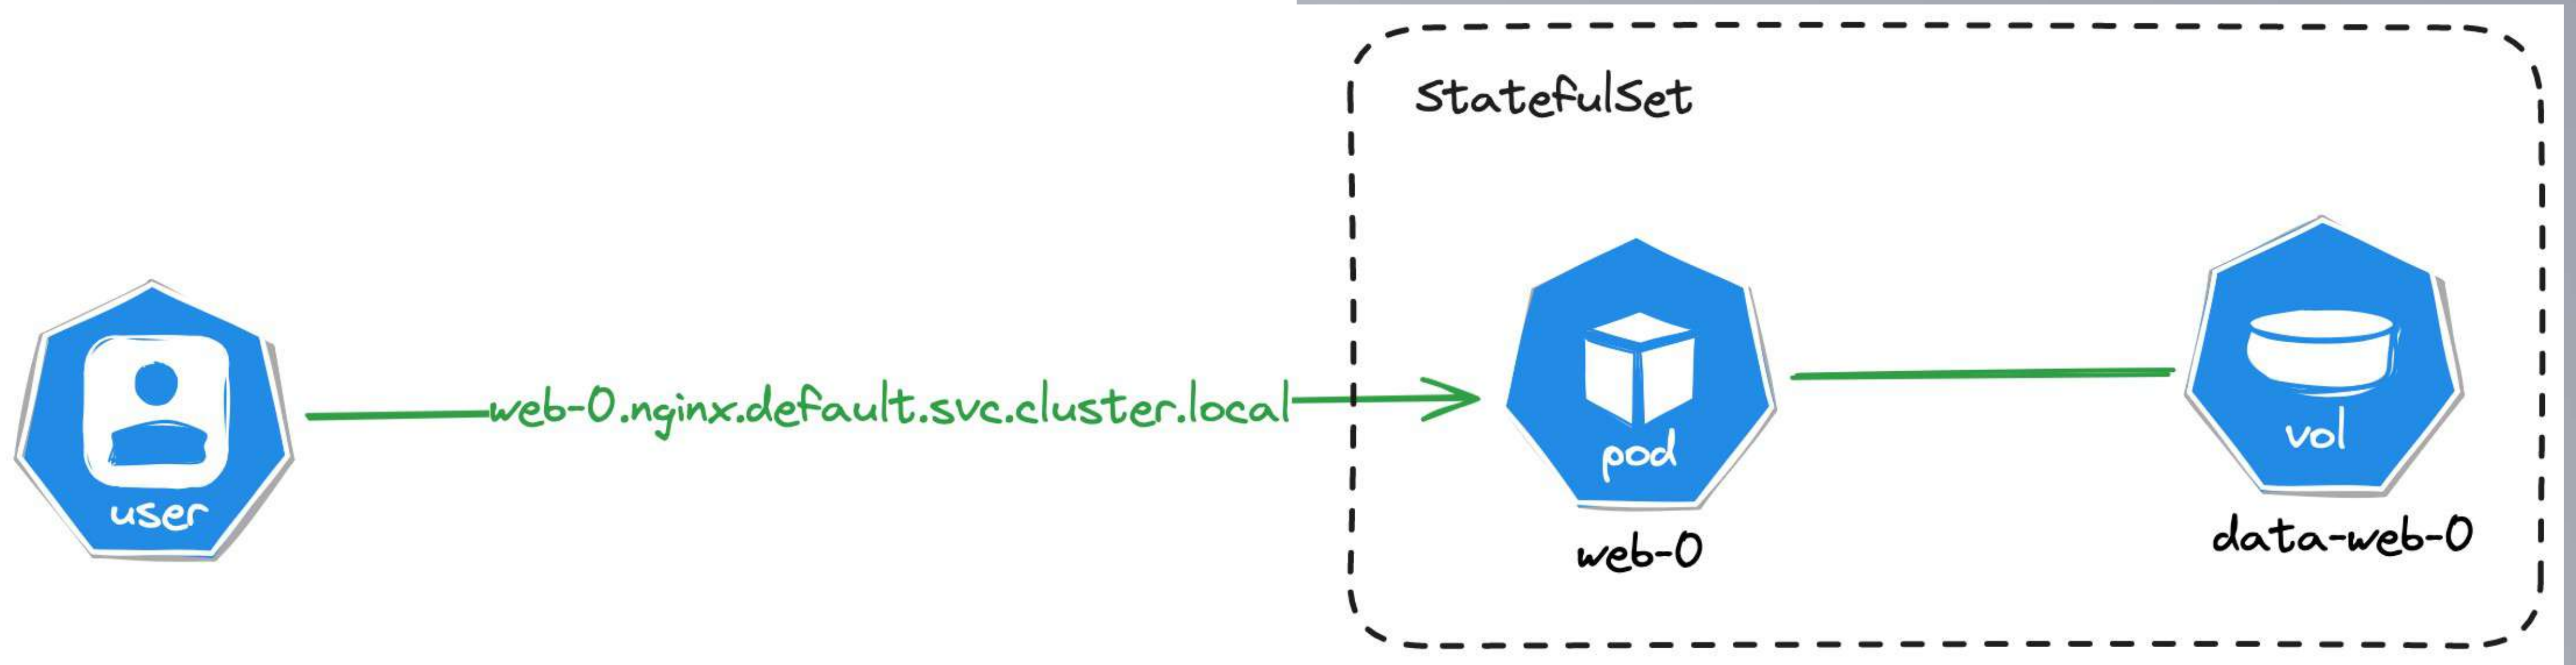 StatefulSet
user
web-0.nginx.default.svc.cluster.local
pod
web-0
vol
data-web-0